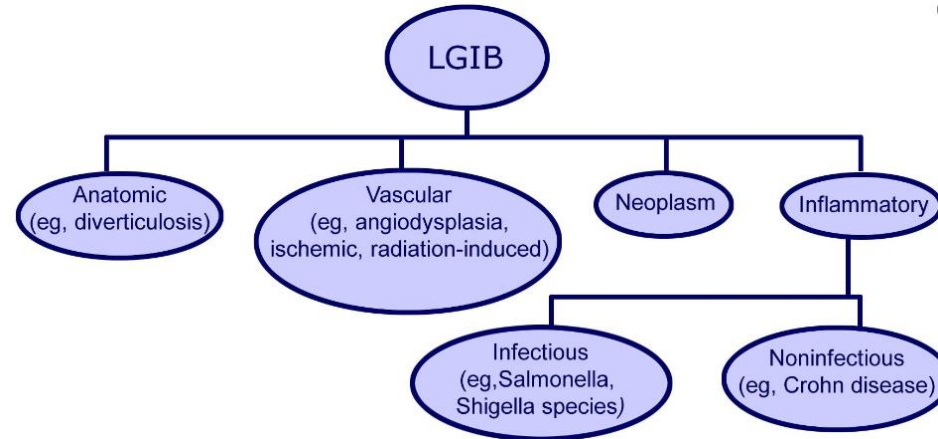 LGIB
Anatomic
(eg, diverticulosis)
Vascular
(eg, angiodysplasia,
ischemic, radiation-induced)
Neoplasm
Inflammatory
Infectious
(eg,Salmonella,
Shigella species)
Noninfectious
(eg, Crohn disease)